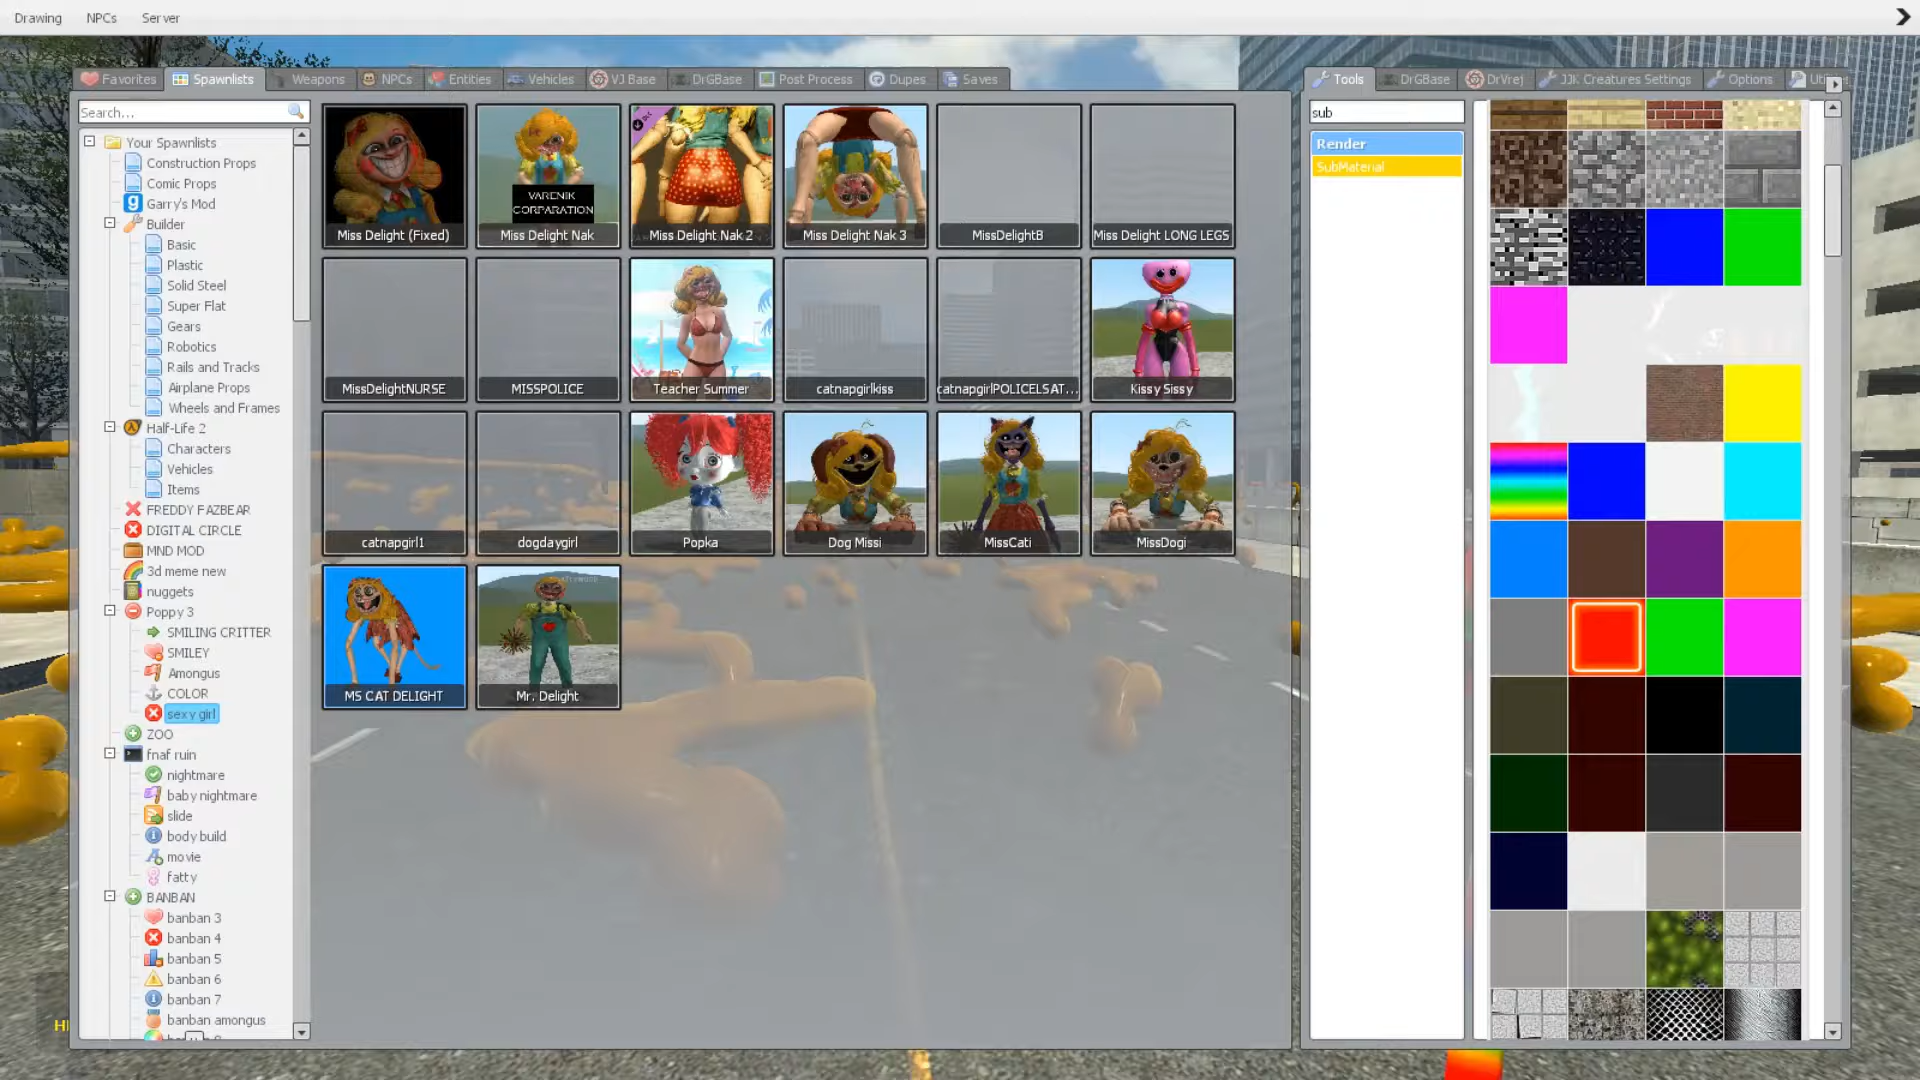 Drawing NPCs Server
Favorites Spawnlists Weapons NPCs Entities Vehicles VJ Base DrGBase Post Process Dupes Saves
Tools DrGBase DrVrej JJK Creatures Settings Options
Search...
sub
Your Spawnlists
Construction Props
Comic Props
Garry's Mod
Builder
Basic
Plastic
Solid Steel
Super Flat
Gears
Robotics
Rails and Tracks
Airplane Props
Wheels and Frames
Half-Life 2
Characters
Vehicles
Items
FREDDY FAZBEAR
DIGITAL CIRCLE
MND MOD
3d meme new
nuggets
Poppy 3
SMILING CRITTER
SMILEY
Amongus
COLOR
sexy girl
ZOO
fnaf ruin
nightmare
baby nightmare
slide
body build
movie
fatty
BANBAN
banban 3
banban 4
banban 5
banban 6
banban 7
banban amongus
VARENIK
CORPARATION
Miss Delight (Fixed) Miss Delight Nak Miss Delight Nak 2 Miss Delight Nak 3 MissDelightB Miss Delight LONG LEGS
MissDelightNURSE MISSPOLICE Teacher Summer catnapgirlkiss catnapgirlPOLICELSAT... Kissy Sissy
catnapgirl1 dogdaygirl Popka Dog Missi MissCati MissDogi
MS CAT DELIGHT Mr. Delight
Render
SubMaterial